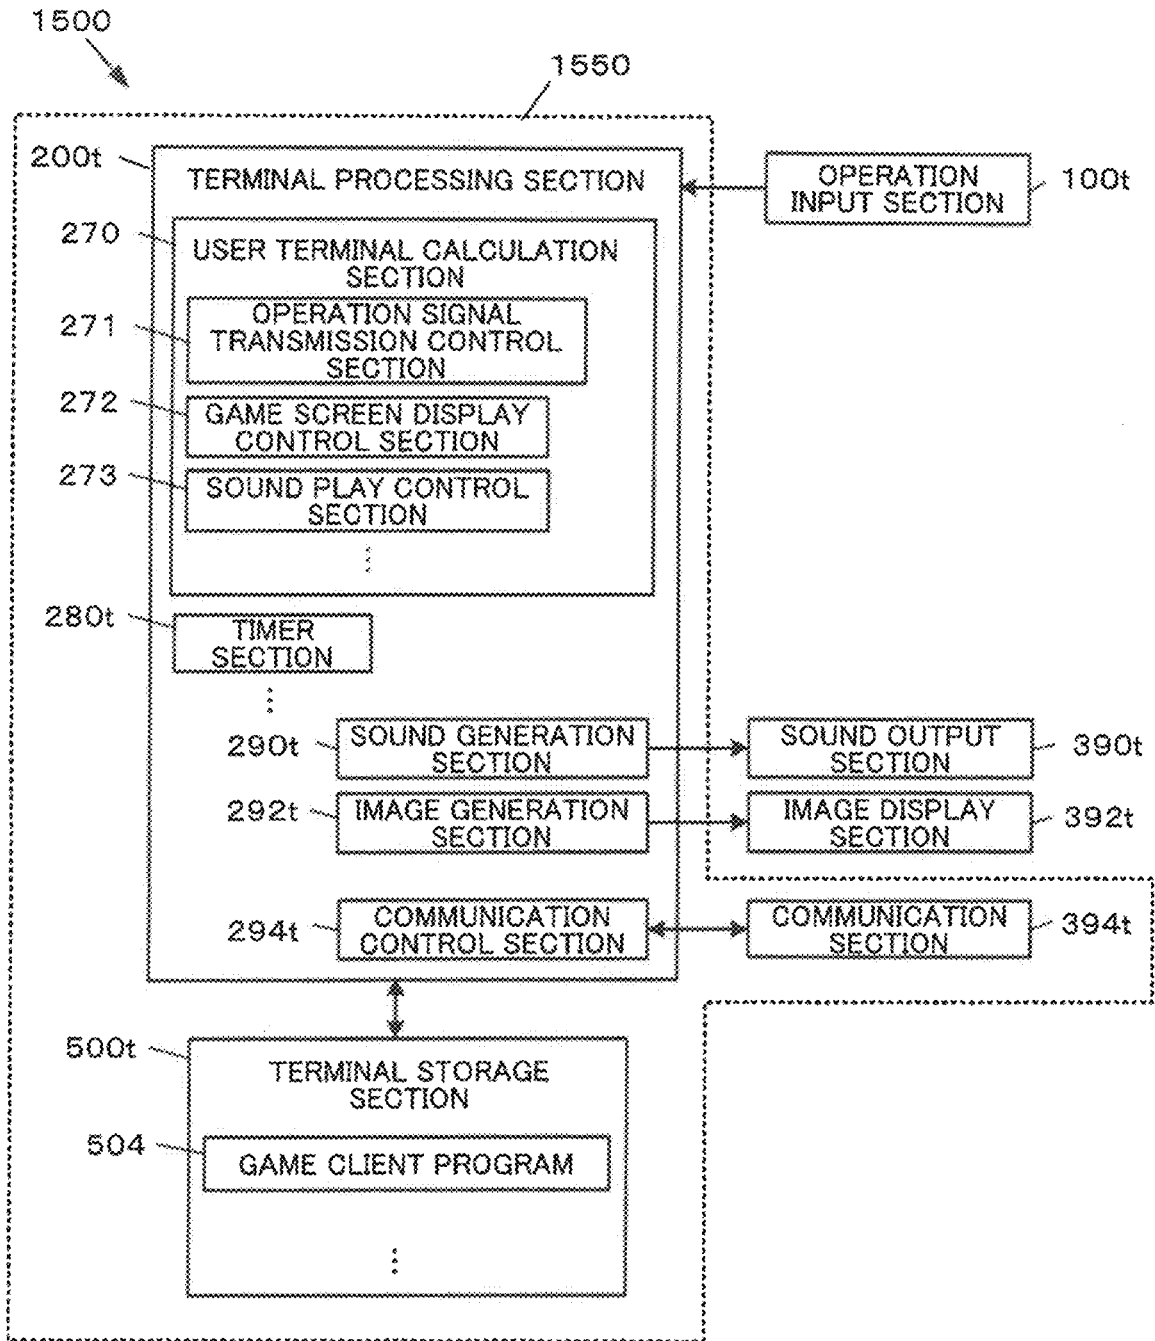 1500
1550
200t
TERMINAL PROCESSING SECTION
OPERATION
INPUT SECTION
100t
270
USER TERMINAL CALCULATION
SECTION
271
OPERATION SIGNAL
TRANSMISSION CONTROL
SECTION
272
GAME SCREEN DISPLAY
CONTROL SECTION
273
SOUND PLAY CONTROL
SECTION
280t
TIMER
SECTION
290t
SOUND GENERATION
SECTION
SOUND OUTPUT
SECTION
390t
292t
IMAGE GENERATION
SECTION
IMAGE DISPLAY
SECTION
392t
294t
COMMUNICATION
CONTROL SECTION
COMMUNICATION
SECTION
394t
500t
TERMINAL STORAGE
SECTION
504
GAME CLIENT PROGRAM